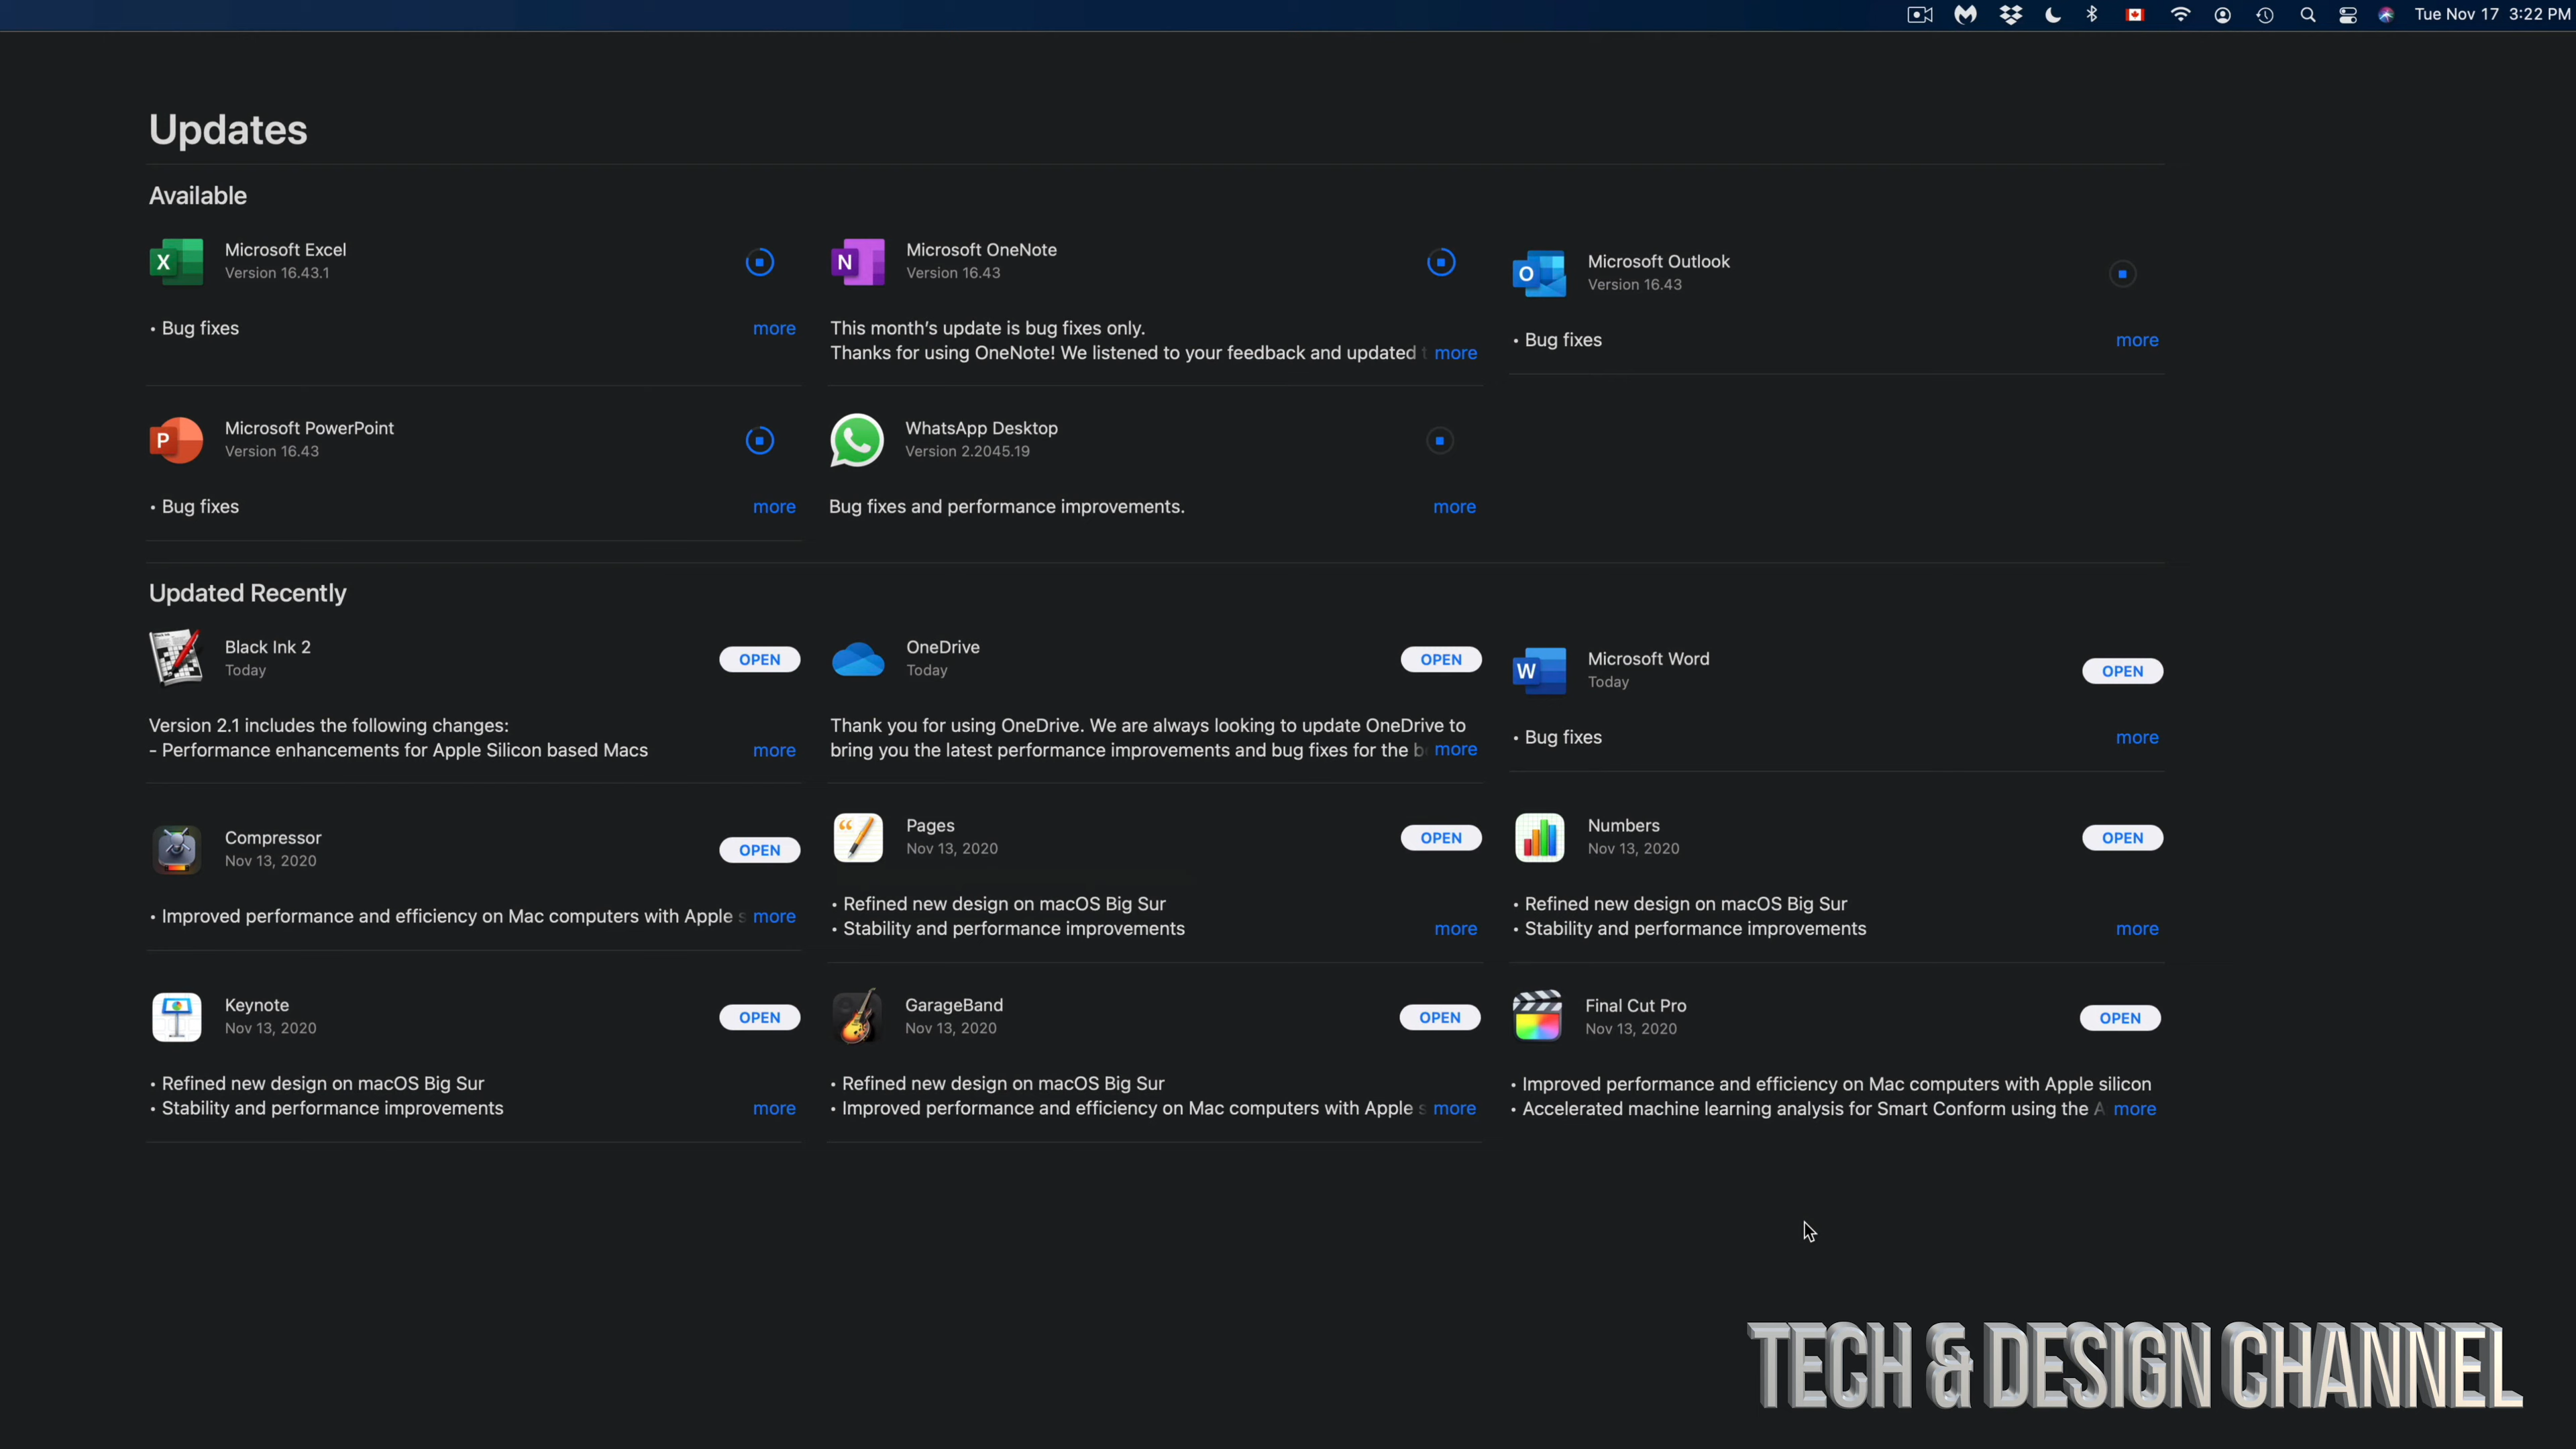 Tue Nov 17 3:22 PM
Updates
Available
Microsoft Excel
Version 16.43.1
• Bug fixes
more
Microsoft OneNote
Version 16.43
This month's update is bug fixes only.
Thanks for using OneNote! We listened to your feedback and updated
more
Microsoft Outlook
Version 16.43
• Bug fixes
more
Microsoft PowerPoint
Version 16.43
• Bug fixes
more
WhatsApp Desktop
Version 2.2045.19
Bug fixes and performance improvements.
more
Updated Recently
Black Ink 2
Today
OPEN
Version 2.1 includes the following changes:
- Performance enhancements for Apple Silicon based Macs
more
OneDrive
Today
OPEN
Thank you for using OneDrive. We are always looking to update OneDrive to
bring you the latest performance improvements and bug fixes for the
more
Microsoft Word
Today
OPEN
• Bug fixes
more
Compressor
Nov 13, 2020
OPEN
• Improved performance and efficiency on Mac computers with Apple
more
Pages
Nov 13, 2020
OPEN
• Refined new design on macOS Big Sur
• Stability and performance improvements
more
Numbers
Nov 13, 2020
OPEN
• Refined new design on macOS Big Sur
• Stability and performance improvements
more
Keynote
Nov 13, 2020
OPEN
• Refined new design on macOS Big Sur
• Stability and performance improvements
more
GarageBand
Nov 13, 2020
OPEN
• Refined new design on macOS Big Sur
• Improved performance and efficiency on Mac computers with Apple
more
Final Cut Pro
Nov 13, 2020
OPEN
• Improved performance and efficiency on Mac computers with Apple silicon
• Accelerated machine learning analysis for Smart Conform using the
more
TECH & DESIGN CHANNEL